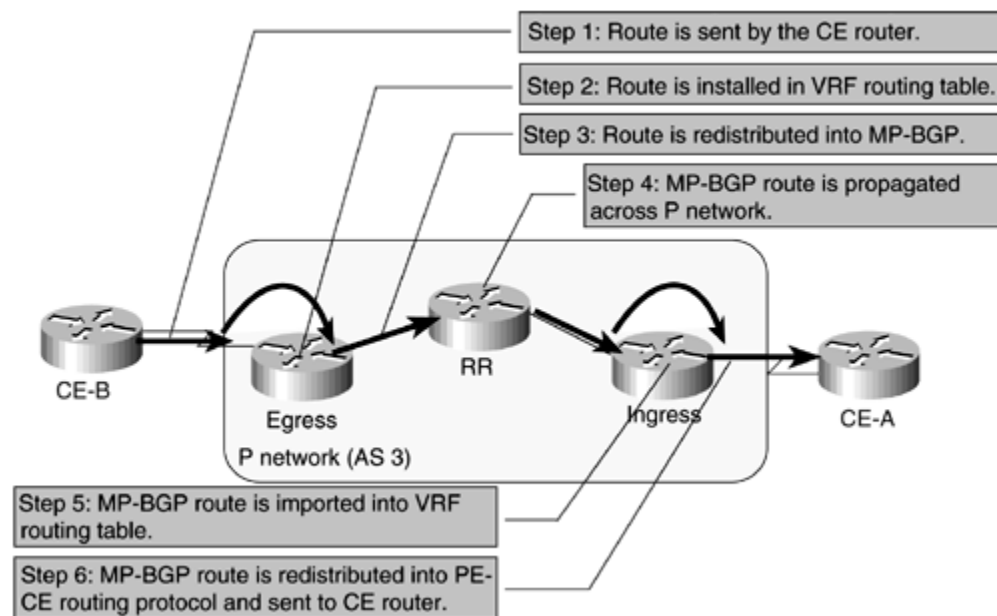 Step 1: Route is sent by the CE router.
Step 2: Route is installed in VRF routing table.
Step 3: Route is redistributed into MP-BGP.
Step 4: MP-BGP route is propagated
across P network.
CE-B
Egress
RR
Ingress
CE-A
P network (AS 3)
Step 5: MP-BGP route is imported into VRF
routing table.
Step 6: MP-BGP route is redistributed into PE-
CE routing protocol and sent to CE router.